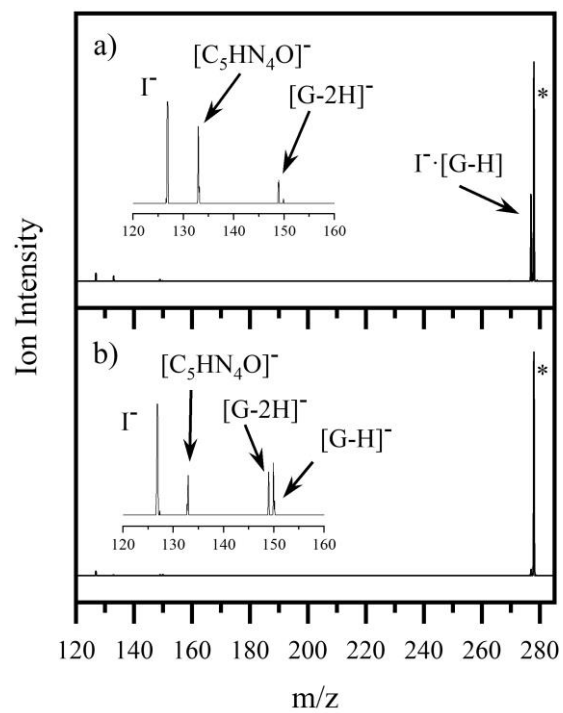 a)
[C₅HN₄O]⁻
I⁻
[G-2H]⁻
*
I⁻·[G-H]
120 130 140 150 160
b)
[C₅HN₄O]⁻
*
[G-2H]⁻
I⁻
[G-H]⁻
120 130 140 150 160
Ion Intensity
120 140 160 180 200 220 240 260 280
m/z